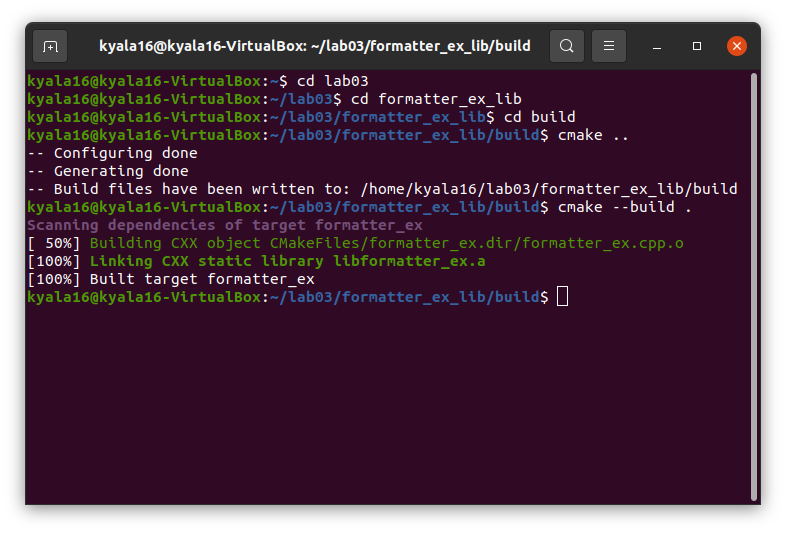 kyala16@kyala16-VirtualBox: ~/lab03/formatter_ex_lib/build
kyala16@kyala16-VirtualBox:~$ cd lab03
kyala16@kyala16-VirtualBox:~/lab03$ cd formatter_ex_lib
kyala16@kyala16-VirtualBox:~/lab03/formatter_ex_lib$ cd build
kyala16@kyala16-VirtualBox:~/lab03/formatter_ex_lib/build$ cmake ..
-- Configuring done
-- Generating done
-- Build files have been written to: /home/kyala16/lab03/formatter_ex_lib/build
kyala16@kyala16-VirtualBox:~/lab03/formatter_ex_lib/build$ cmake --build .
Scanning dependencies of target formatter_ex
[ 50%] Building CXX object CMakeFiles/formatter_ex.dir/formatter_ex.cpp.o
[100%] Linking CXX static library libformatter_ex.a
[100%] Built target formatter_ex
kyala16@kyala16-VirtualBox:~/lab03/formatter_ex_lib/build$